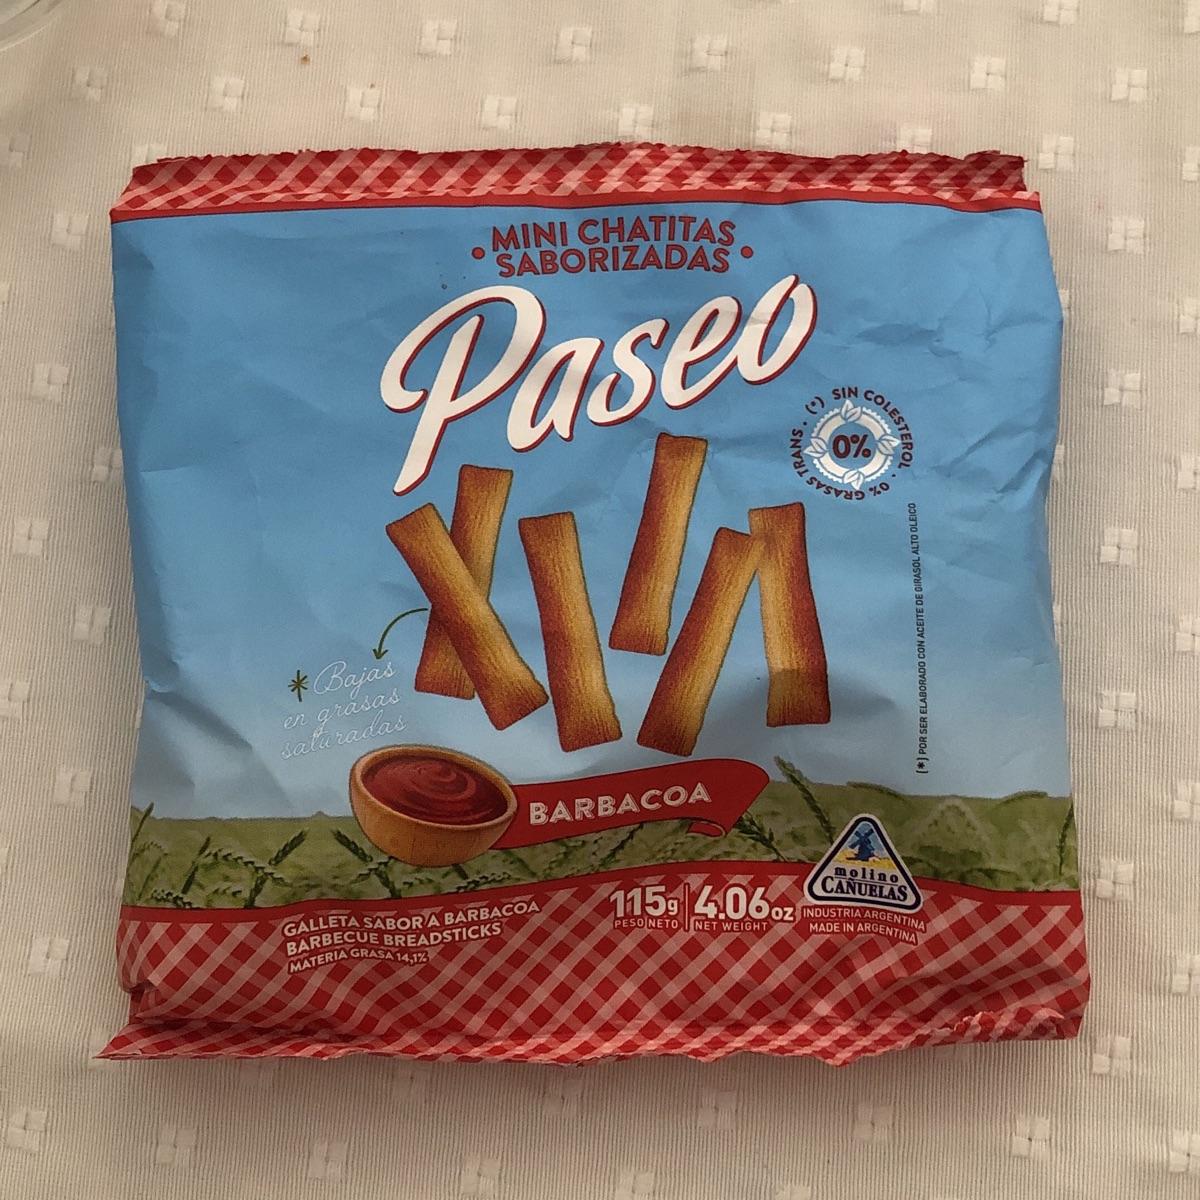 MINI CHATITAS
• SABORIZADAS •
Paseo
(*) SIN COLESTEROL • 0% GRASAS TRANS •
0%
(*) POR SER ELABORADO CON ACEITE DE GIRASOL ALTO OLEICO
* Bajas
en grasas
saturadas
BARBACOA
molino
CAÑUELAS
GALLETA SABOR A BARBACOA
BARBECUE BREADSTICKS
MATERIA GRASA 14,1%
115g | 4.06oz
PESO NETO | NET WEIGHT
INDUSTRIA ARGENTINA
MADE IN ARGENTINA